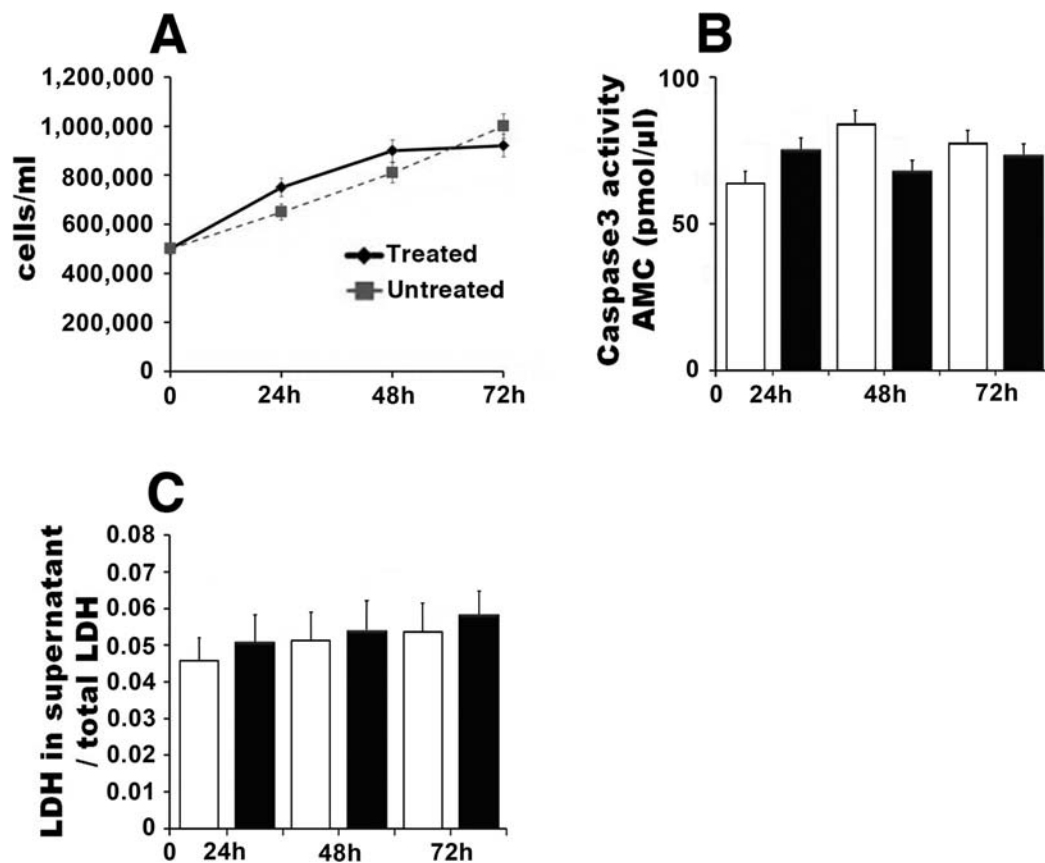 A
1,200,000
1,000,000
800,000
600,000
400,000
200,000
0
cells/ml
Treated
Untreated
0 24h 48h 72h
B
100
50
0
Caspase3 activity
AMC (pmol/µl)
0 24h 48h 72h
C
0.08
0.07
0.06
0.05
0.04
0.03
0.02
0.01
0
LDH in supernatant
/ total LDH
0 24h 48h 72h